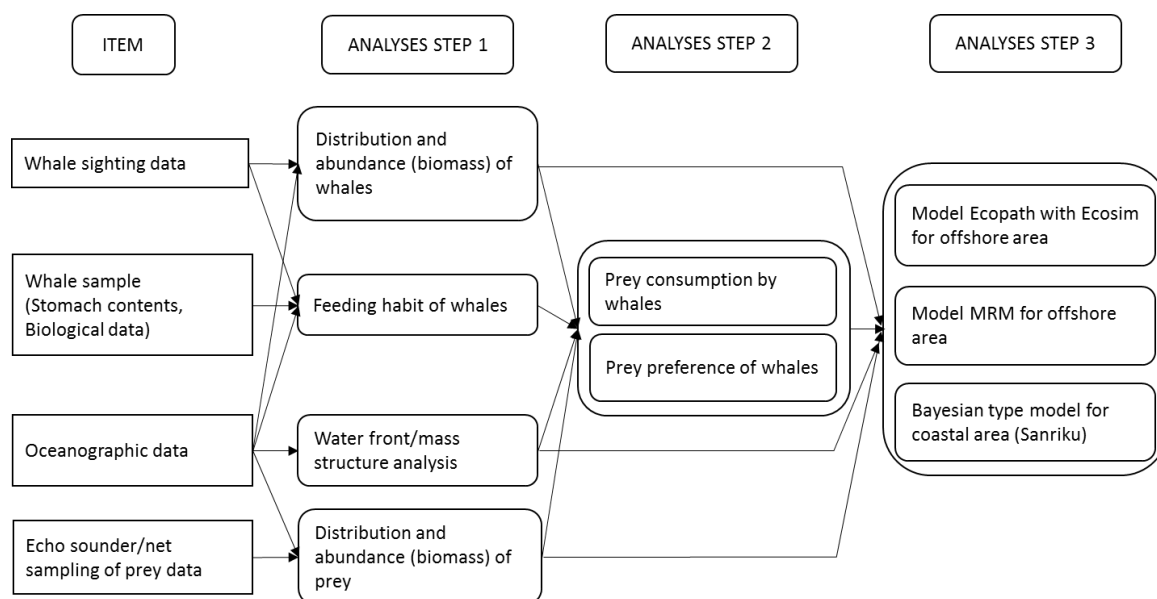 ITEM
ANALYSES STEP 1
ANALYSES STEP 2
ANALYSES STEP 3
Whale sighting data
Whale sample
(Stomach contents,
Biological data)
Oceanographic data
Echo sounder/net
sampling of prey data
Distribution and
abundance (biomass) of
whales
Feeding habit of whales
Water front/mass
structure analysis
Distribution and
abundance (biomass) of
prey
Prey consumption by
whales
Prey preference of whales
Model Ecopath with Ecosim
for offshore area
Model MRM for offshore
area
Bayesian type model for
coastal area (Sanriku)